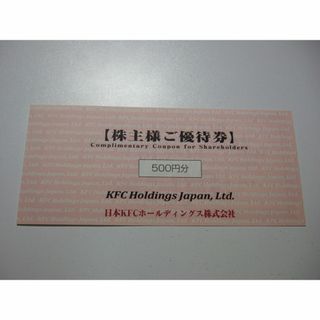 【株主様ご優待券】
Complimentary Coupon for Shareholders
500円分
KFC Holdings Japan, Ltd.
日本KFCホールディングス株式会社